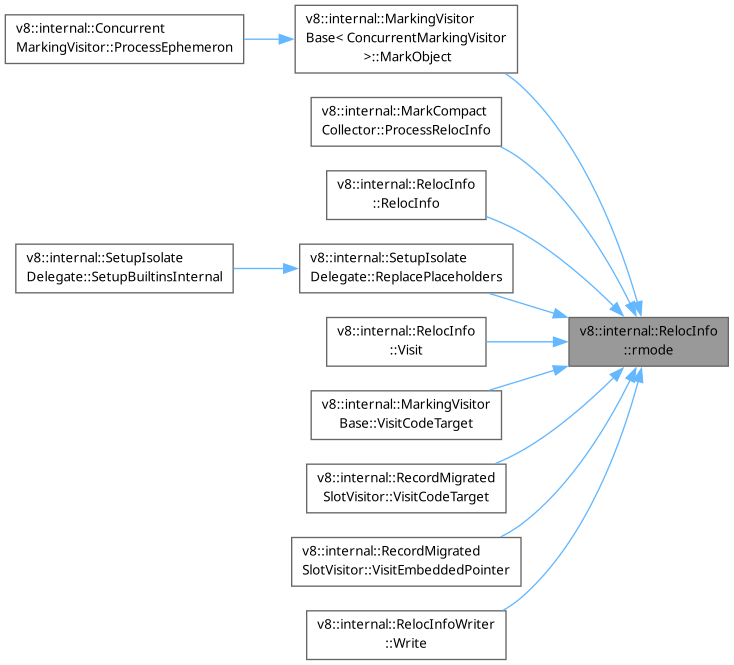 v8::internal::Concurrent
MarkingVisitor::ProcessEphemeron
v8::internal::MarkingVisitor
Base< ConcurrentMarkingVisitor
>::MarkObject
v8::internal::MarkCompact
Collector::ProcessRelocInfo
v8::internal::RelocInfo
::RelocInfo
v8::internal::SetupIsolate
Delegate::SetupBuiltinsInternal
v8::internal::SetupIsolate
Delegate::ReplacePlaceholders
v8::internal::RelocInfo
::rmode
v8::internal::RelocInfo
::Visit
v8::internal::MarkingVisitor
Base::VisitCodeTarget
v8::internal::RecordMigrated
SlotVisitor::VisitCodeTarget
v8::internal::RecordMigrated
SlotVisitor::VisitEmbeddedPointer
v8::internal::RelocInfoWriter
::Write